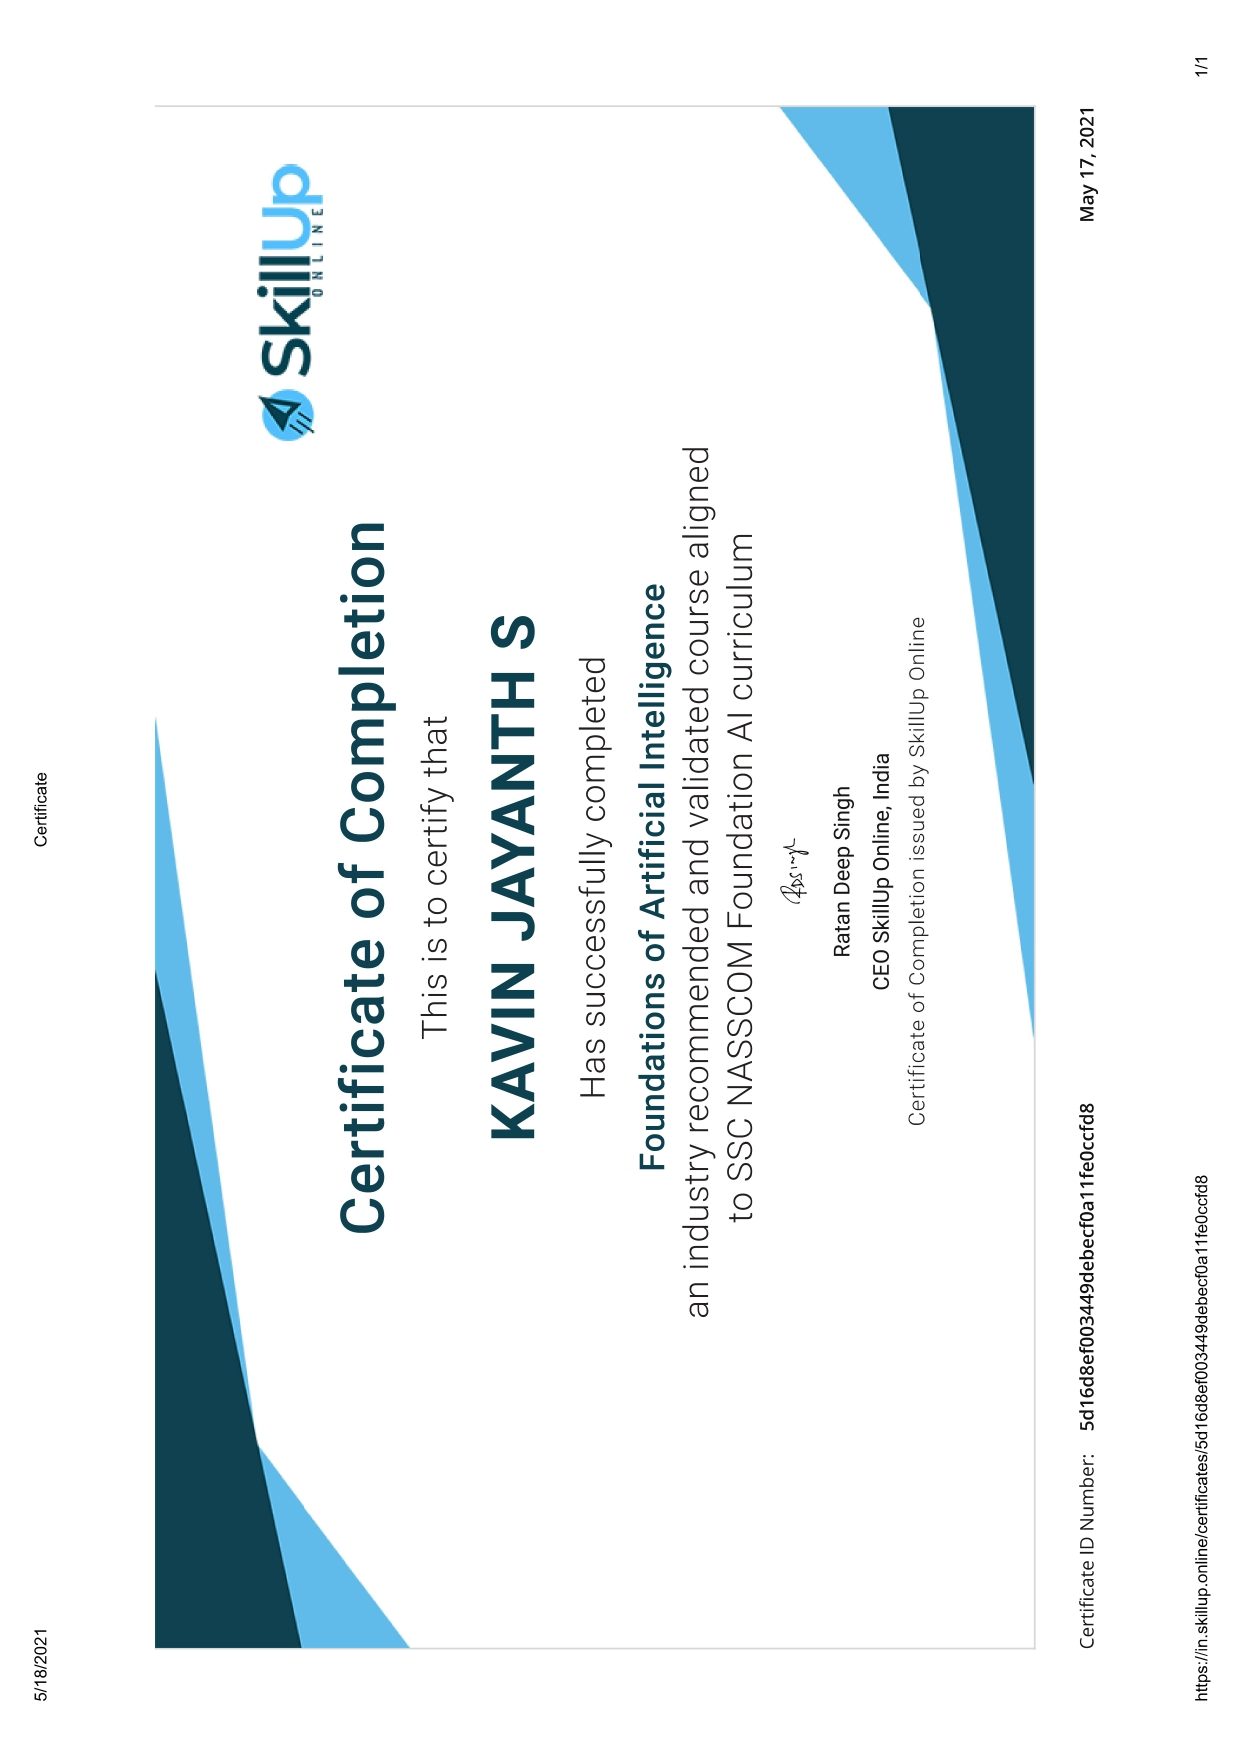 5/18/2021
Certificate
SkillUp
ONLINE
Certificate of Completion
This is to certify that
KAVIN JAYANTH S
Has successfully completed
Foundations of Artificial Intelligence
an industry recommended and validated course aligned
to SSC NASSCOM Foundation AI curriculum
RDSingh
Ratan Deep Singh
CEO SkillUp Online, India
Certificate of Completion issued by SkillUp Online
Certificate ID Number: 5d16d8ef003449debecf0a11fe0ccfd8
May 17, 2021
https://in.skillup.online/certificates/5d16d8ef003449debecf0a11fe0ccfd8
1/1